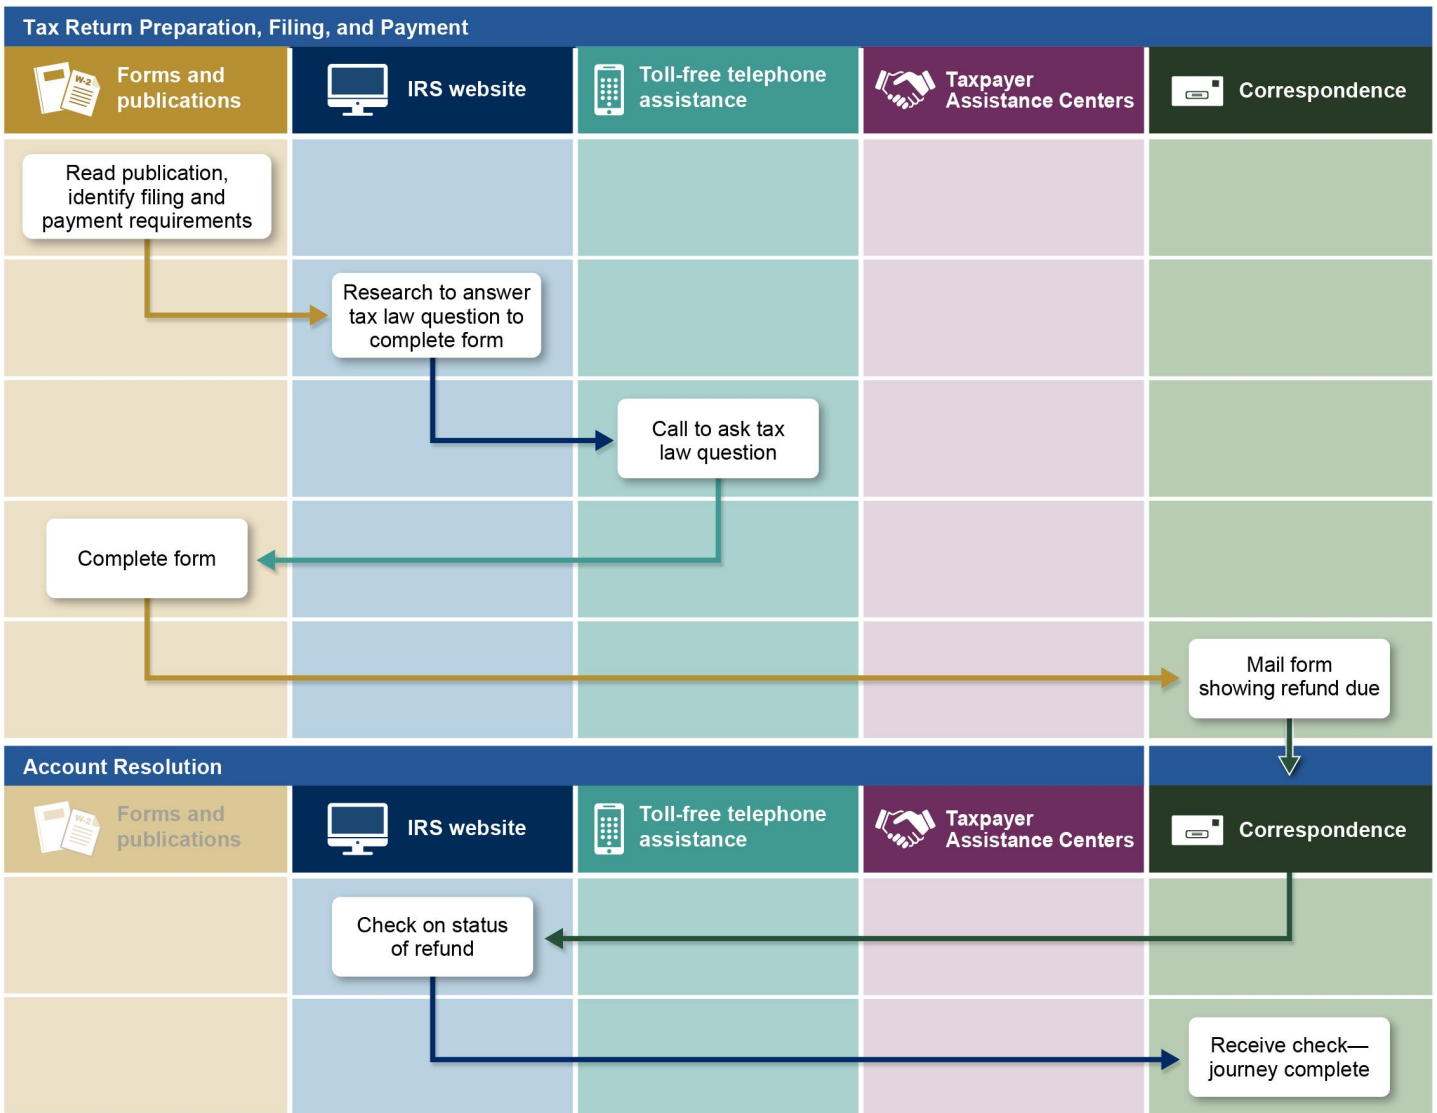 Tax Return Preparation, Filing, and Payment
W-2
Forms and
publications
IRS website
Toll-free telephone
assistance
Taxpayer
Assistance Centers
Correspondence
Read publication,
identify filing and
payment requirements
Research to answer
tax law question to
complete form
Call to ask tax
law question
Complete form
Mail form
showing refund due
Account Resolution
W-2
Forms and
publications
IRS website
Toll-free telephone
assistance
Taxpayer
Assistance Centers
Correspondence
Check on status
of refund
Receive check—
journey complete